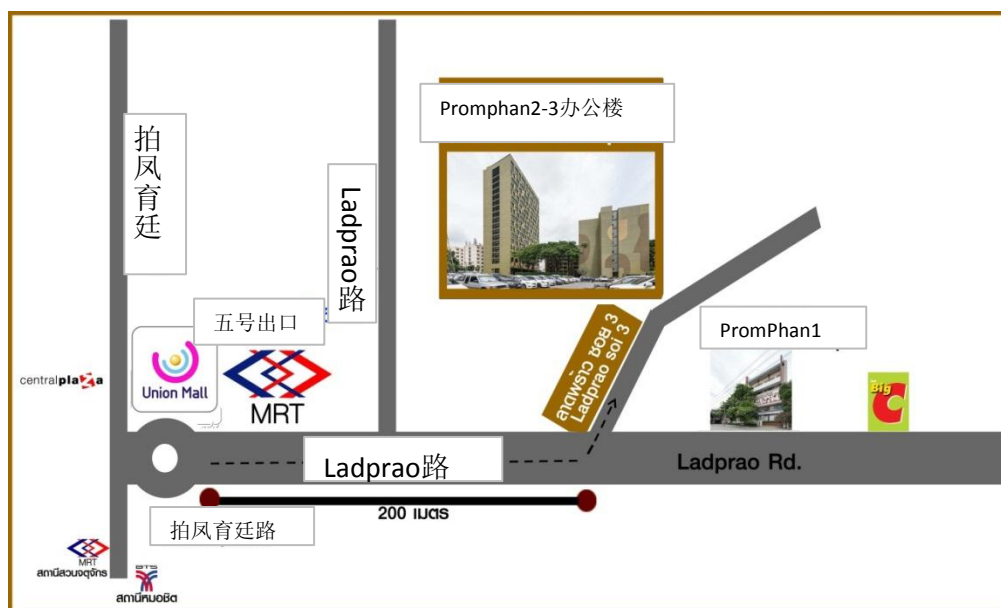 Promphan2-3办公楼
拍凤育廷
Ladprao路
五号出口
centralplaza
Union Mall
MRT
ลาดพร้าว ซอย 3
Ladprao soi 3
PromPhan1
Big C
Ladprao路
Ladprao Rd.
200 เมตร
拍凤育廷路
MRT
สถานีสวนจตุจักร
BTS
สถานีหมอชิต